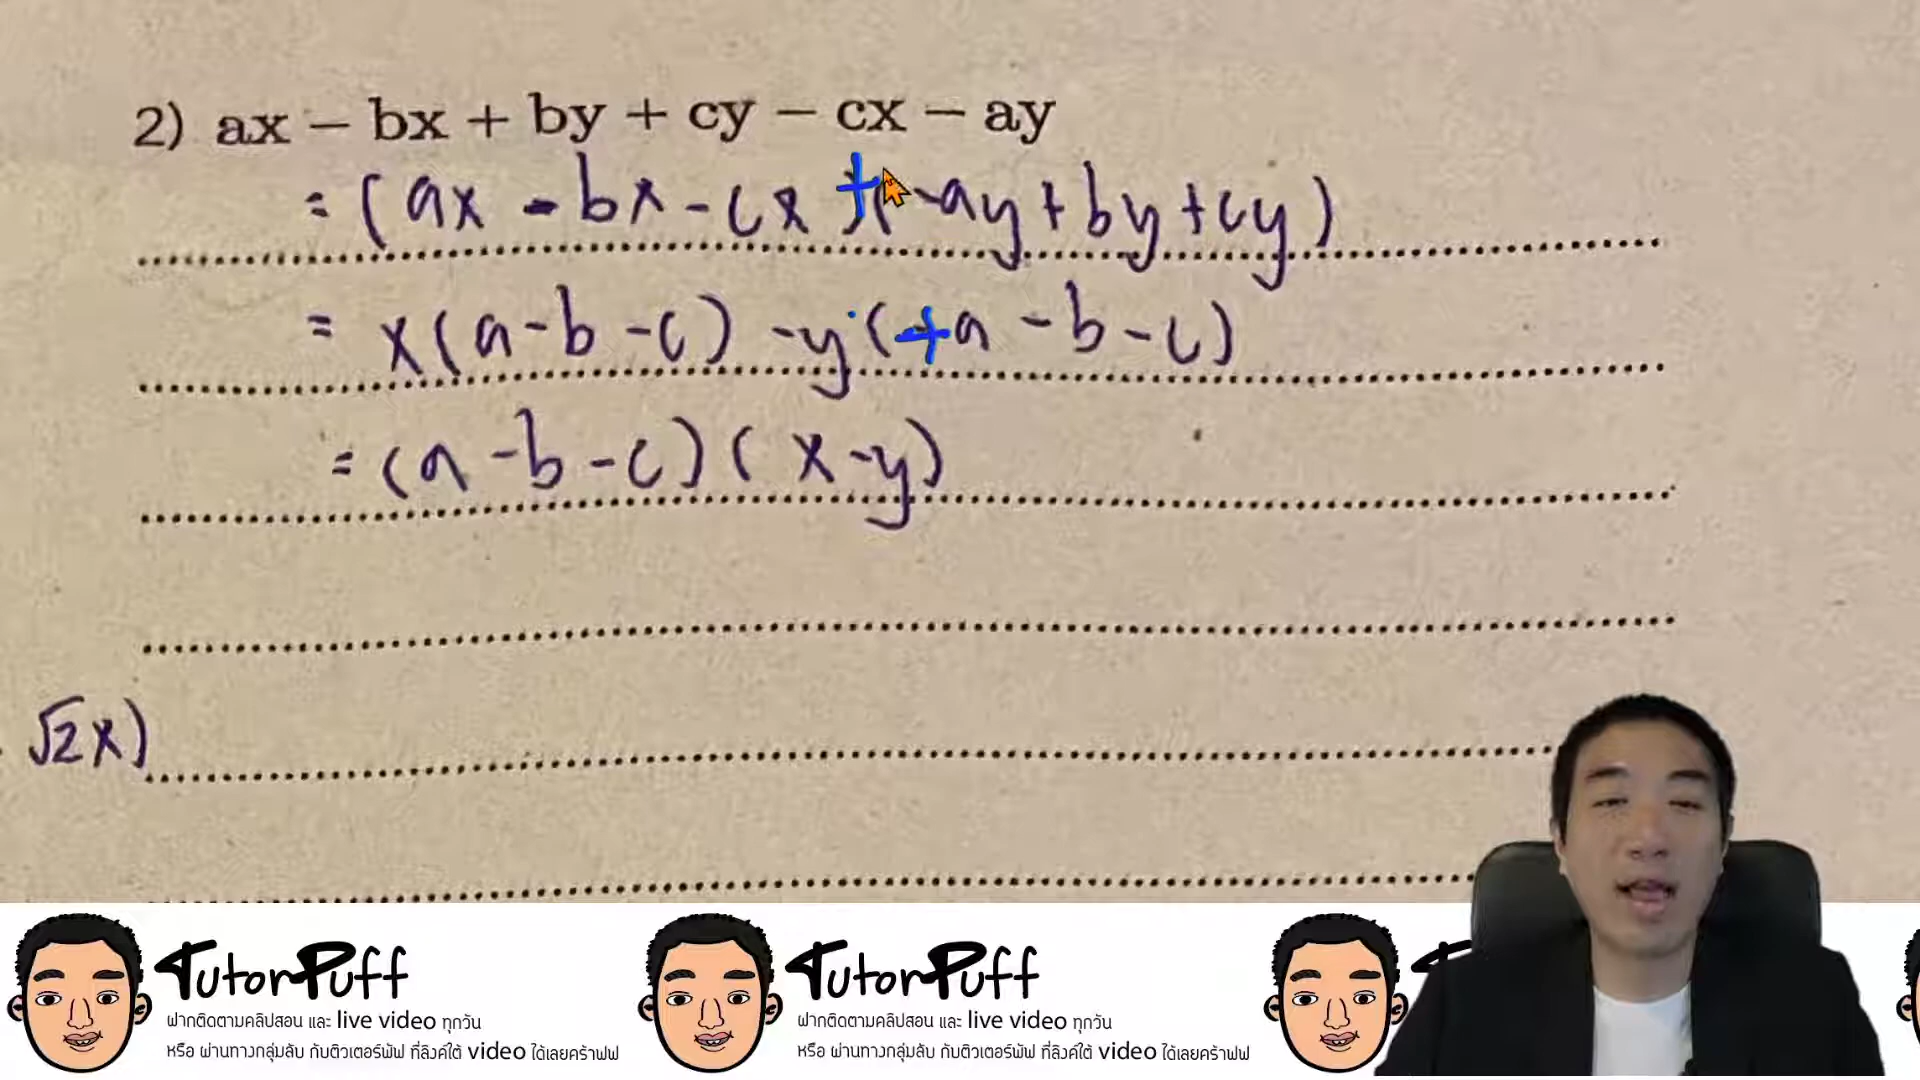 2) ax − bx + by + cy − cx − ay
= (ax - bx - cx) + (-ay + by + cy)
= x(a - b - c) - y(+a - b - c)
= (a - b - c)(x - y)
√2x)
TutorPuff
ฝากติดตามคลิปสอน และ live video ทุกวัน
หรือ ผ่านทางกลุ่มลับ กับติวเตอร์พัฟ ที่ลิงค์ใต้ video ได้เลยคร้าฟฟ
TutorPuff
ฝากติดตามคลิปสอน และ live video ทุกวัน
หรือ ผ่านทางกลุ่มลับ กับติวเตอร์พัฟ ที่ลิงค์ใต้ video ได้เลยคร้าฟฟ